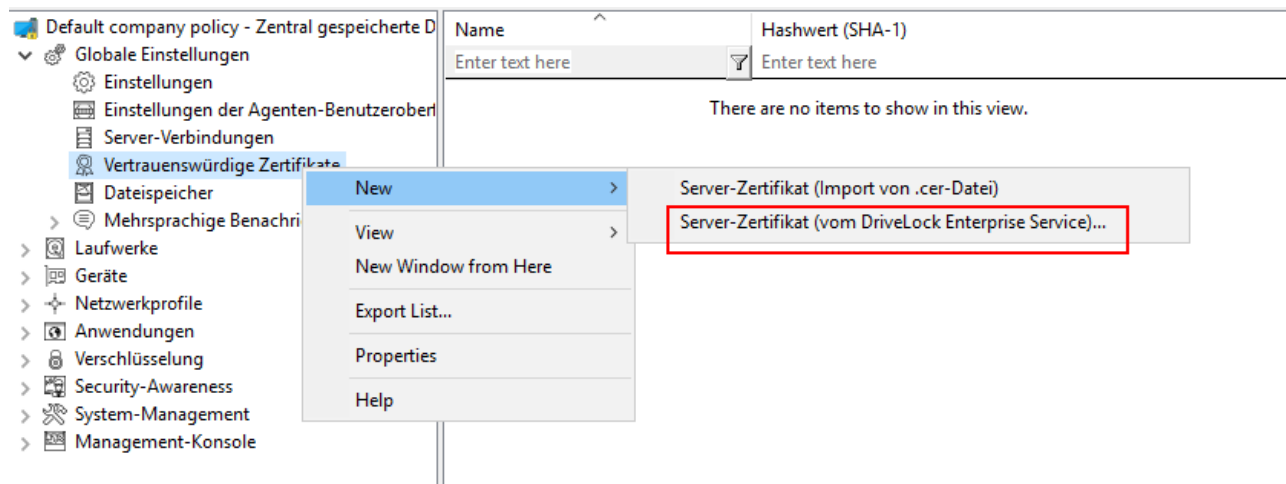 Default company policy - Zentral gespeicherte D
Globale Einstellungen
Einstellungen
Einstellungen der Agenten-Benutzerober
Server-Verbindungen
Vertrauenswürdige Zertifikate
Dateispeicher
Mehrsprachige Benachri
Laufwerke
Geräte
Netzwerkprofile
Anwendungen
Verschlüsselung
Security-Awareness
System-Management
Management-Konsole
Name
Hashwert (SHA-1)
Enter text here
Enter text here
There are no items to show in this view.
New
View
New Window from Here
Export List...
Properties
Help
Server-Zertifikat (Import von .cer-Datei)
Server-Zertifikat (vom DriveLock Enterprise Service)...